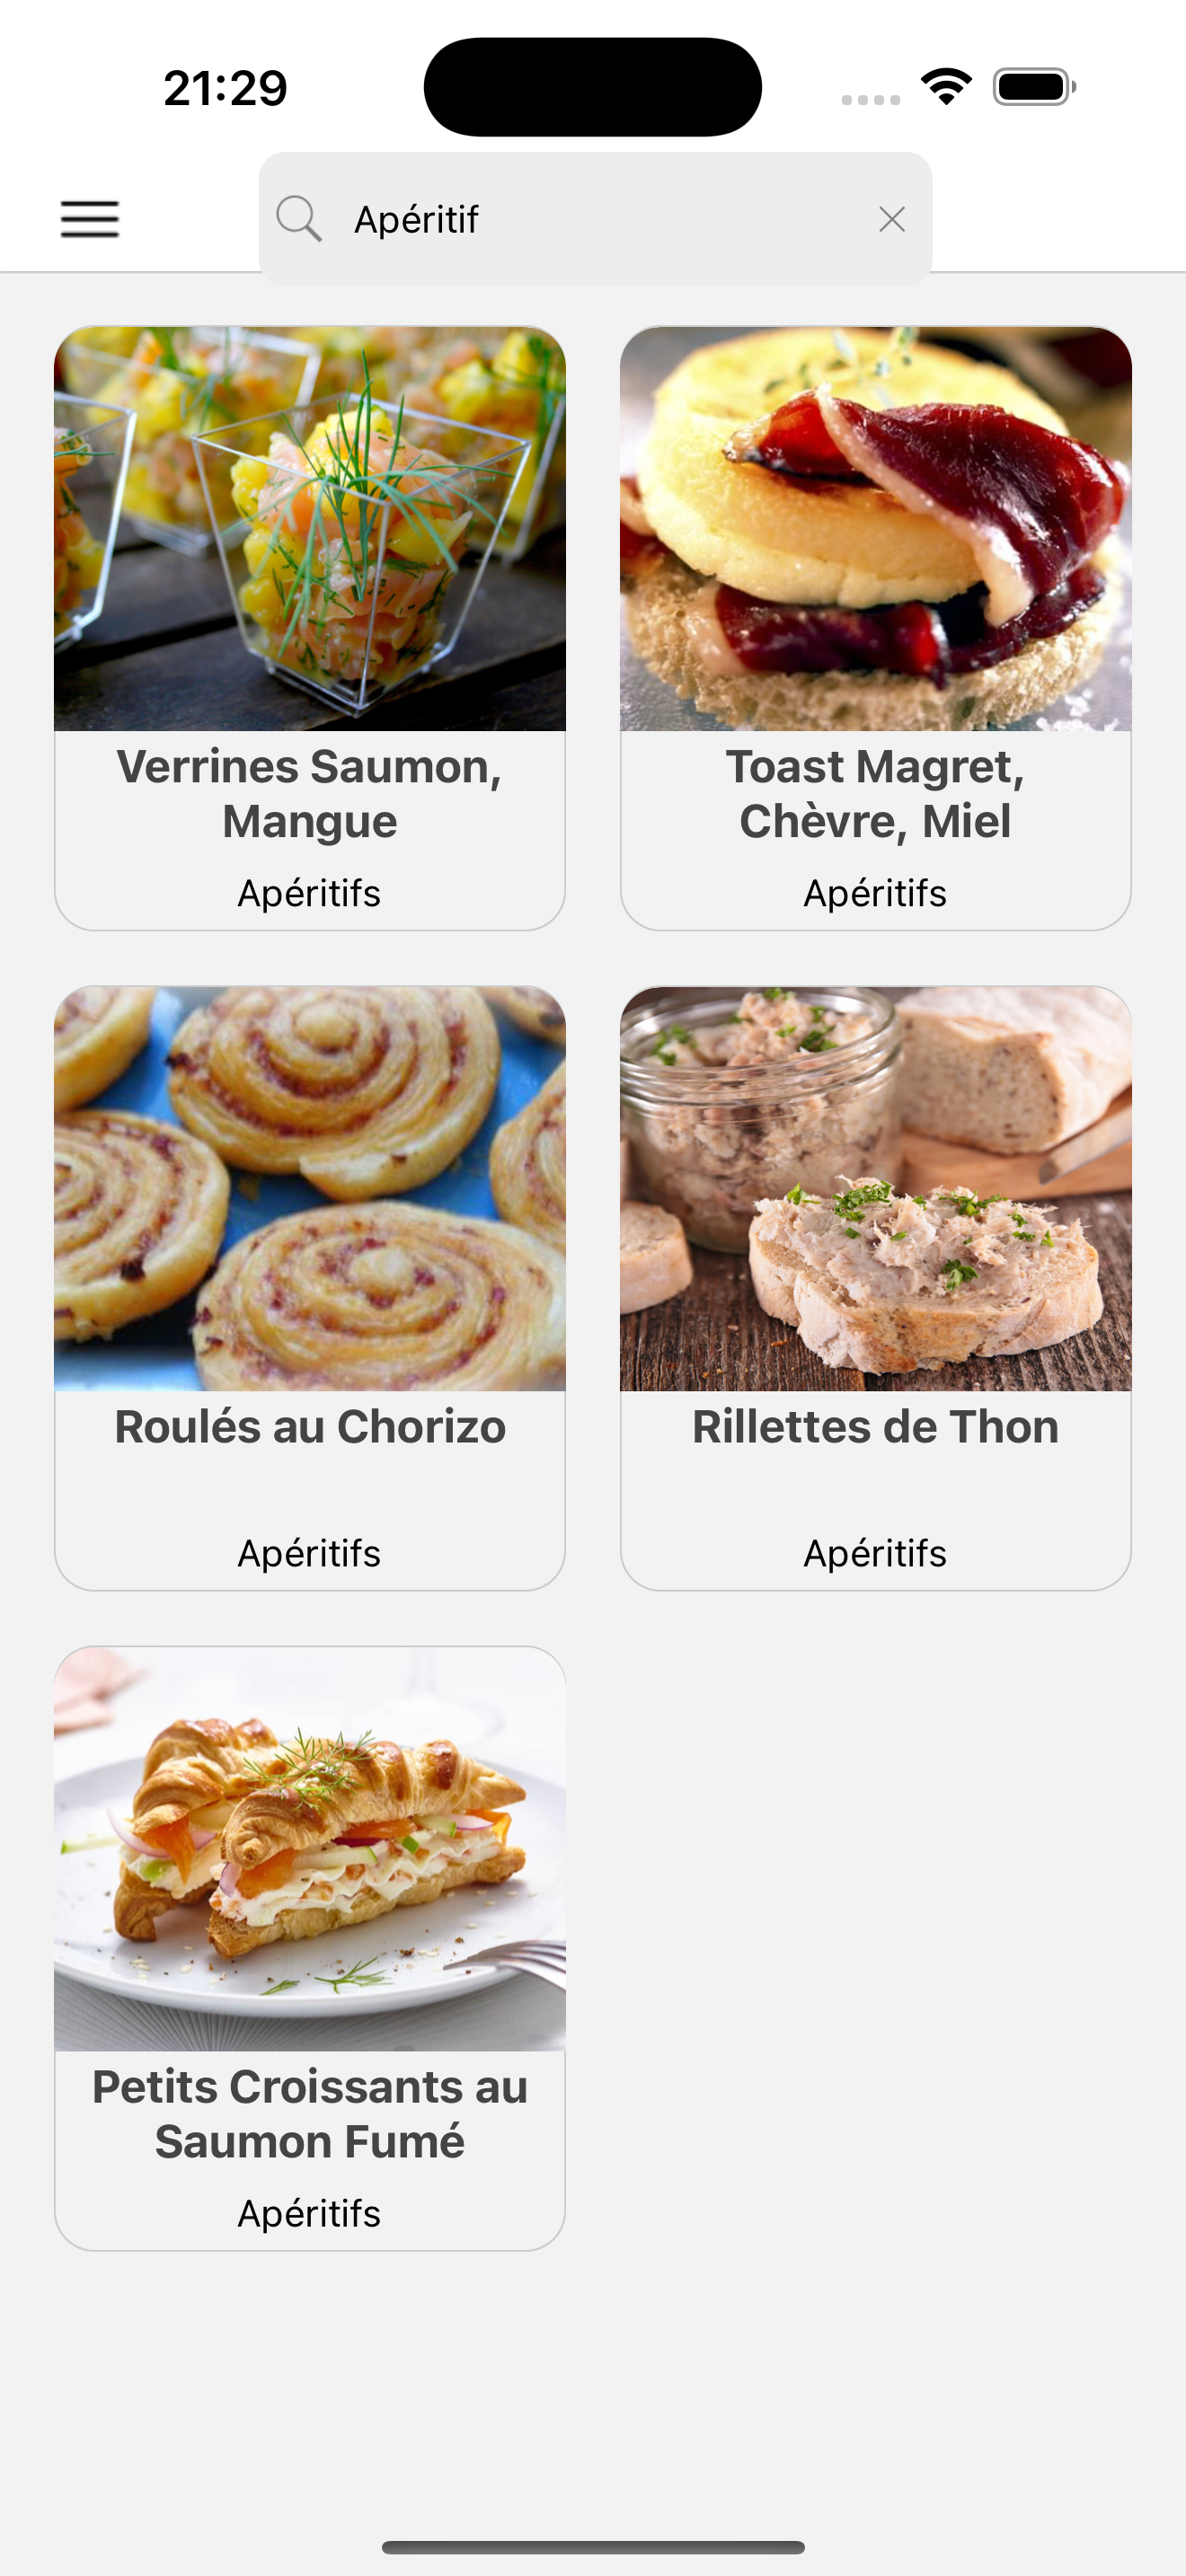 21:29
Apéritif
Verrines Saumon,
Mangue
Apéritifs
Toast Magret,
Chèvre, Miel
Apéritifs
Roulés au Chorizo
Apéritifs
Rillettes de Thon
Apéritifs
Petits Croissants au
Saumon Fumé
Apéritifs